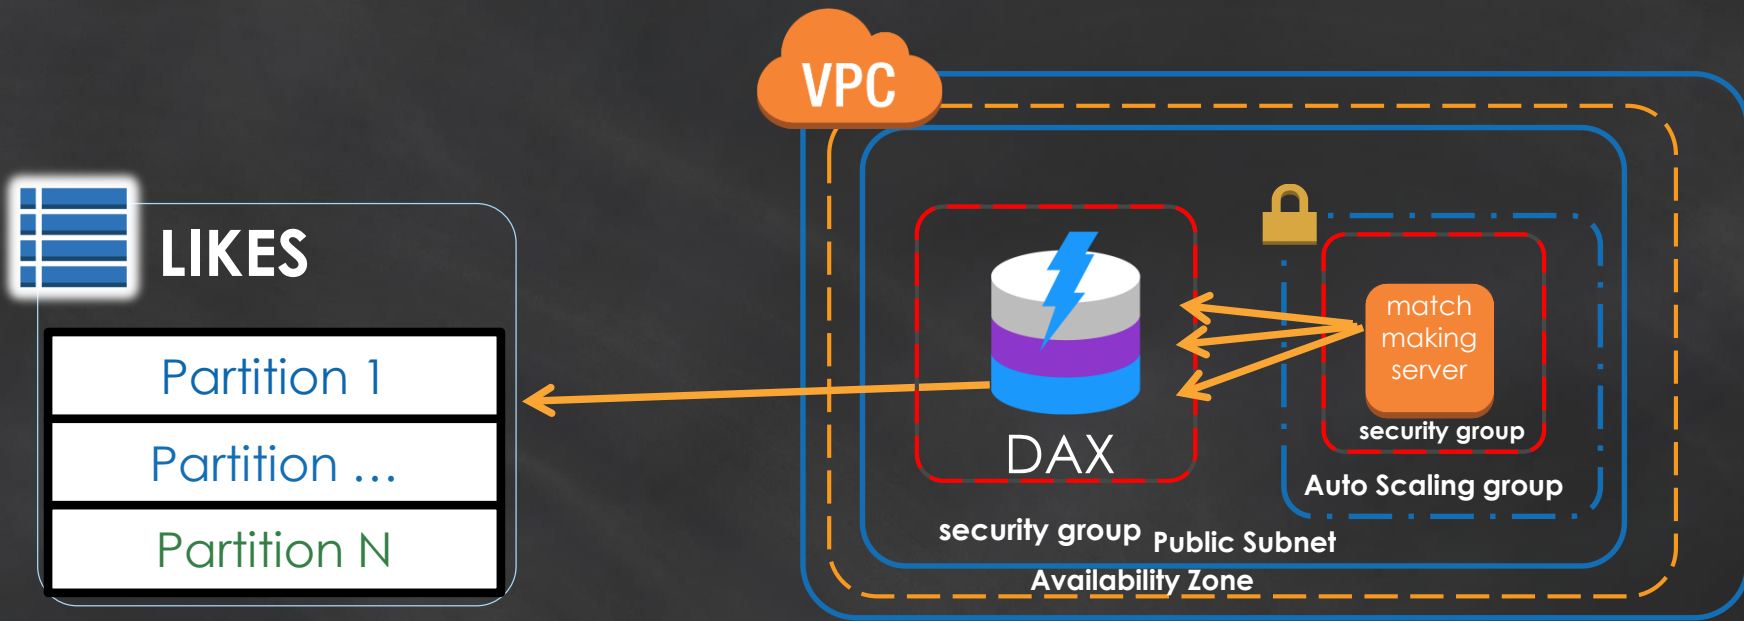 VPC
LIKES
Partition 1
Partition ...
Partition N
DAX
security group
match
making
server
security group
Auto Scaling group
Public Subnet
Availability Zone